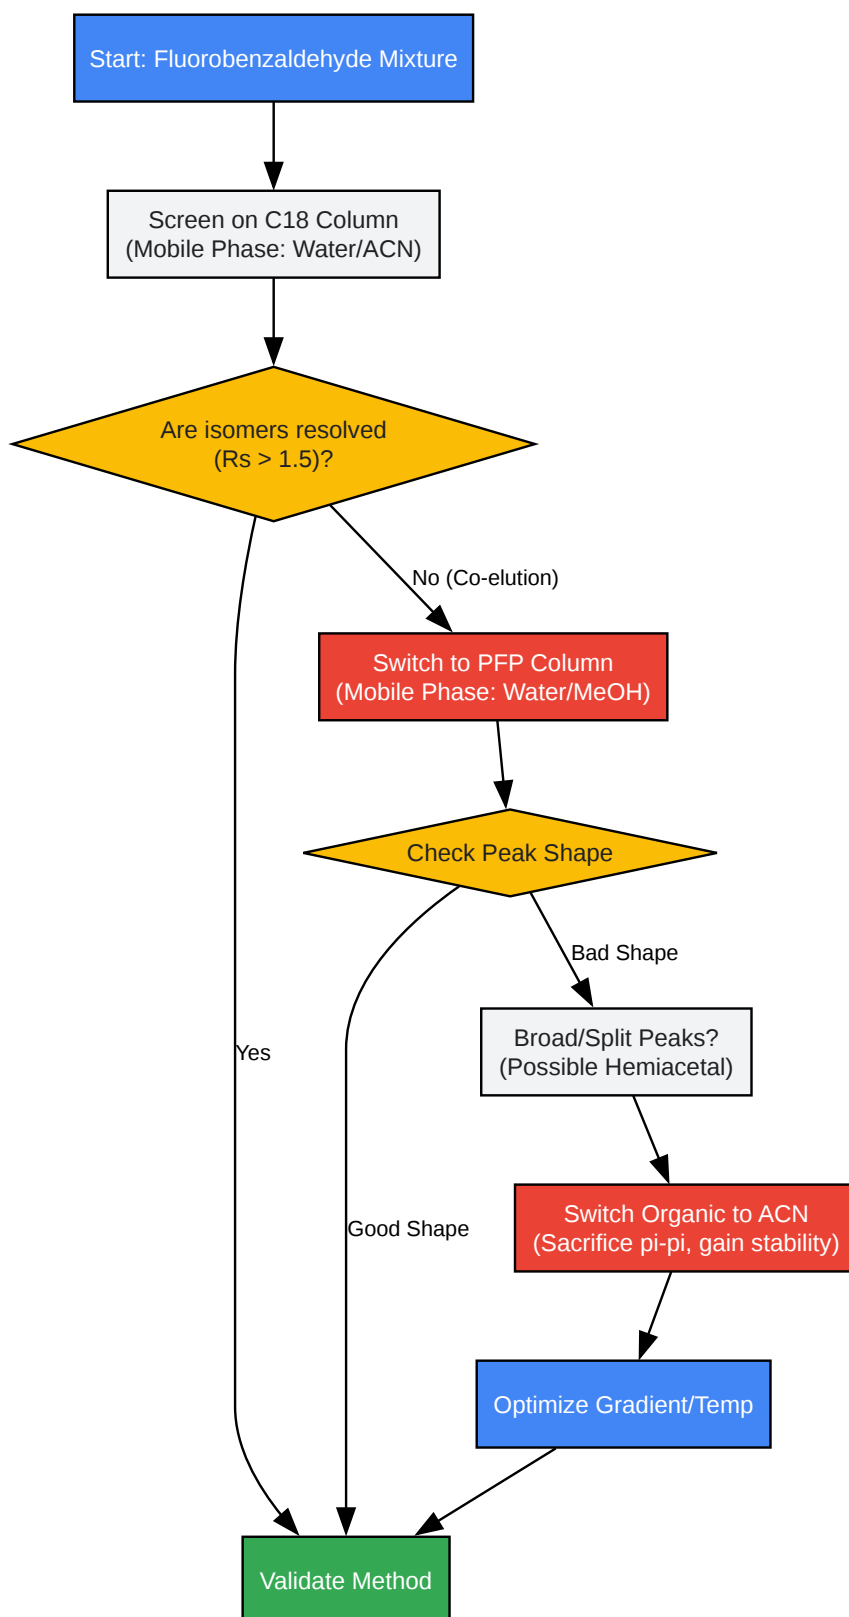 Start: Fluorobenzaldehyde Mixture
Screen on C18 Column
(Mobile Phase: Water/ACN)
Are isomers resolved
(Rs > 1.5)?
No (Co-elution)
Switch to PFP Column
(Mobile Phase: Water/MeOH)
Check Peak Shape
Bad Shape
Broad/Split Peaks?
(Possible Hemiacetal)
Yes
Switch Organic to ACN
(Sacrifice pi-pi, gain stability)
Good Shape
Optimize Gradient/Temp
Validate Method